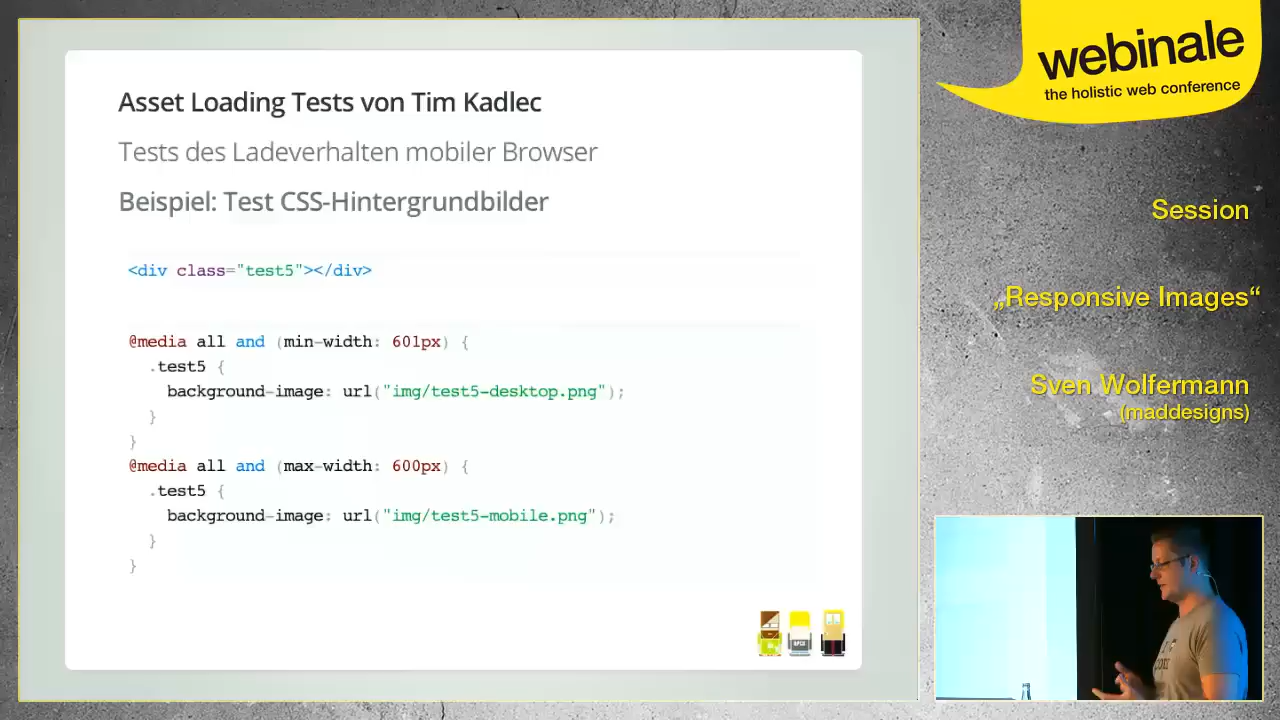 Asset Loading Tests von Tim Kadlec
Tests des Ladeverhalten mobiler Browser
Beispiel: Test CSS-Hintergrundbilder
<div class="test5"></div>
@media all and (min-width: 601px) {
.test5 {
background-image: url("img/test5-desktop.png");
}
}
@media all and (max-width: 600px) {
.test5 {
background-image: url("img/test5-mobile.png");
}
}
webinale
the holistic web conference
Session
„Responsive Images“
Sven Wolfermann
(maddesigns)